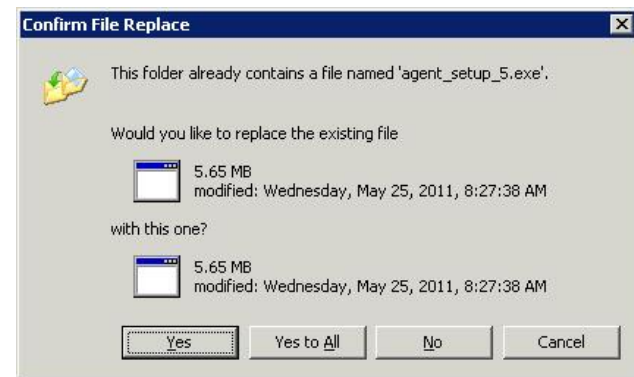 Confirm File Replace
This folder already contains a file named 'agent_setup_5.exe'.
Would you like to replace the existing file
5.65 MB
modified: Wednesday, May 25, 2011, 8:27:38 AM
with this one?
5.65 MB
modified: Wednesday, May 25, 2011, 8:27:38 AM
Yes Yes to All No Cancel